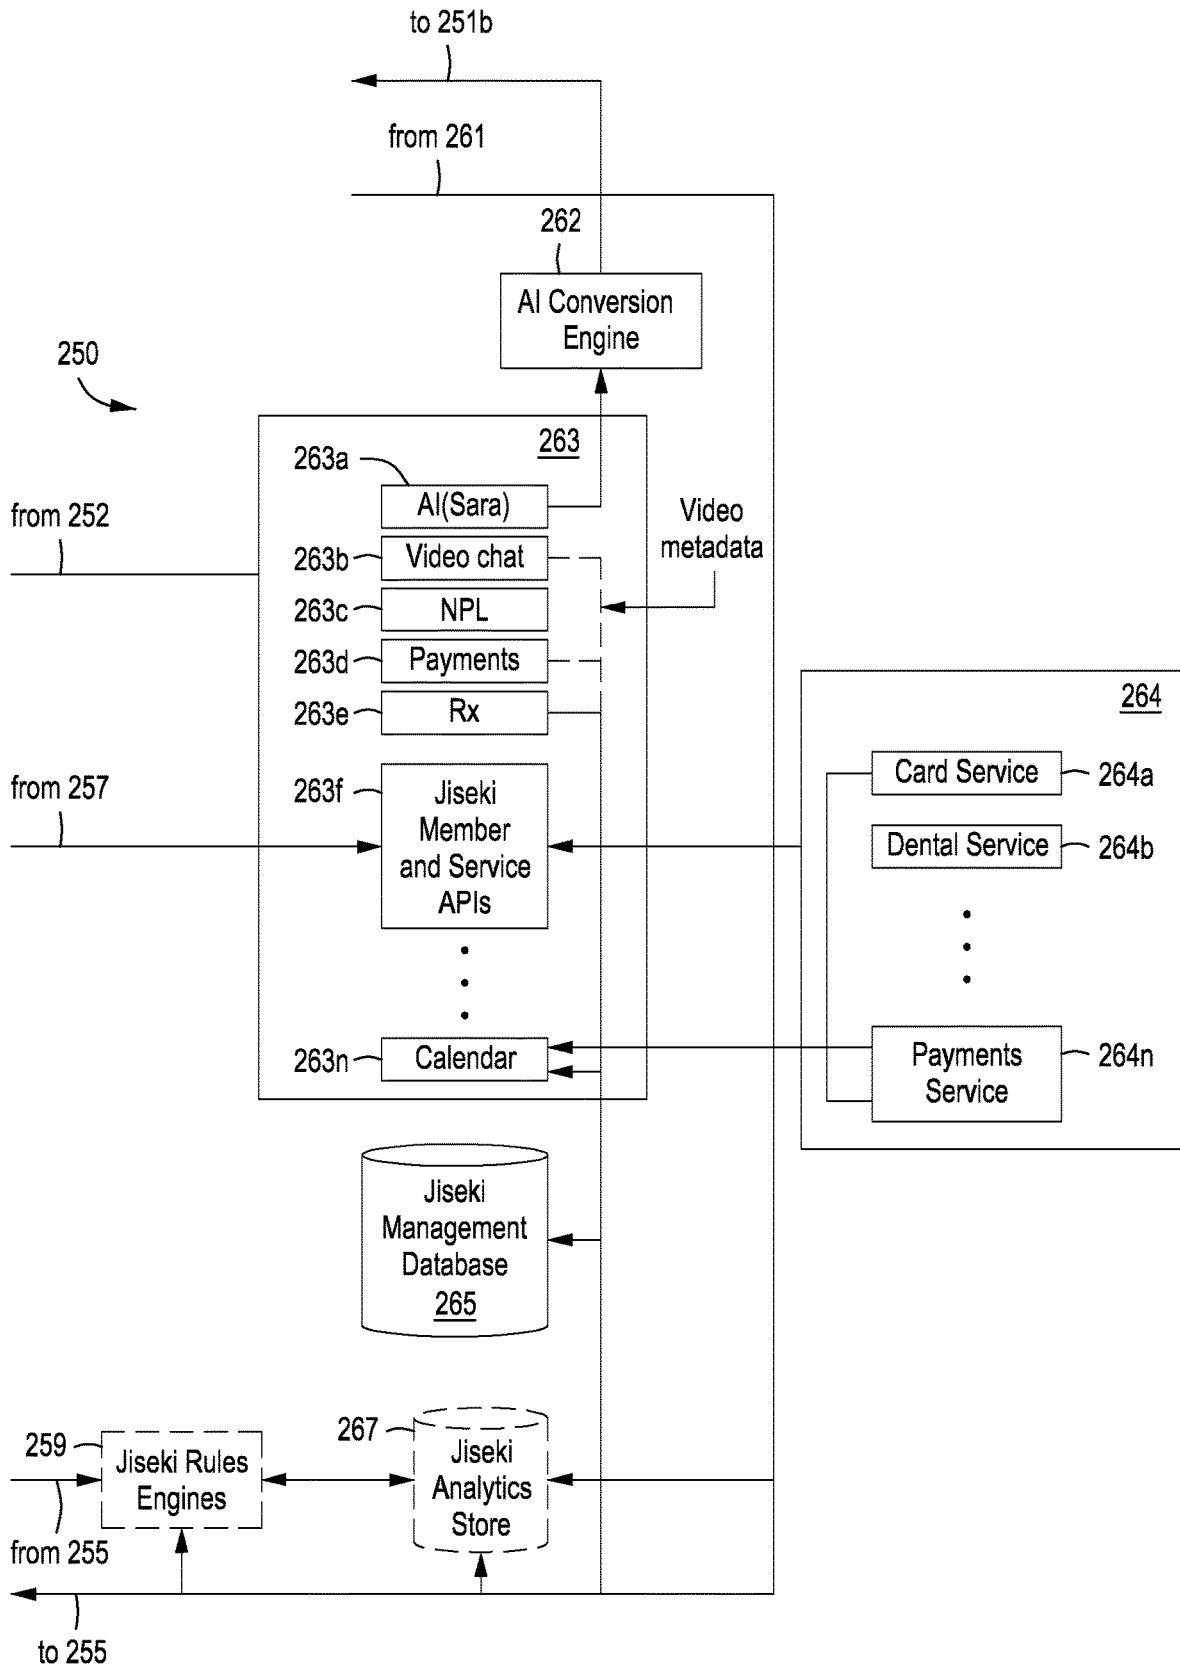 to 251b
from 261
262
AI Conversion
Engine
250
263
263a
AI(Sara)
from 252
Video
metadata
263b
Video chat
263c
NPL
263d
Payments
263e
Rx
264
Card Service
264a
from 257
263f
Jiseki
Member
and Service
APIs
Dental Service
264b
263n
Calendar
Payments
Service
264n
Jiseki
Management
Database
265
259
Jiseki Rules
Engines
267
Jiseki
Analytics
Store
from 255
to 255